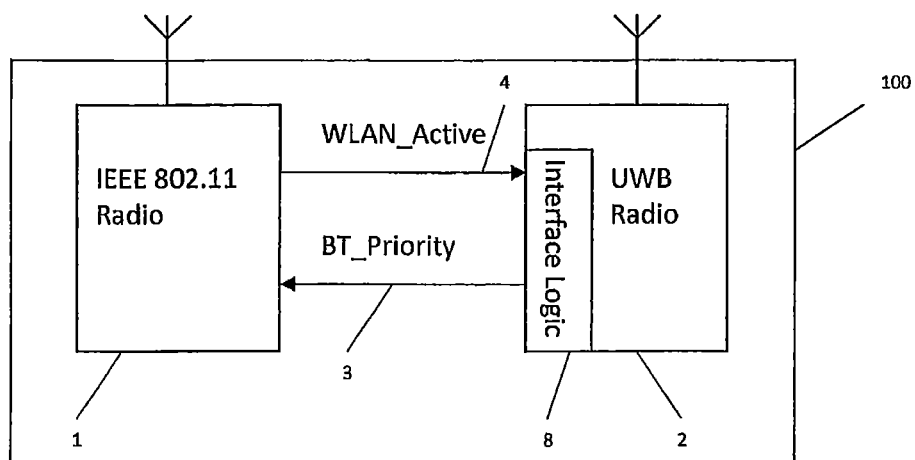 100
4
WLAN_Active
IEEE 802.11
Radio
Interface Logic
UWB
Radio
BT_Priority
3
1
8
2